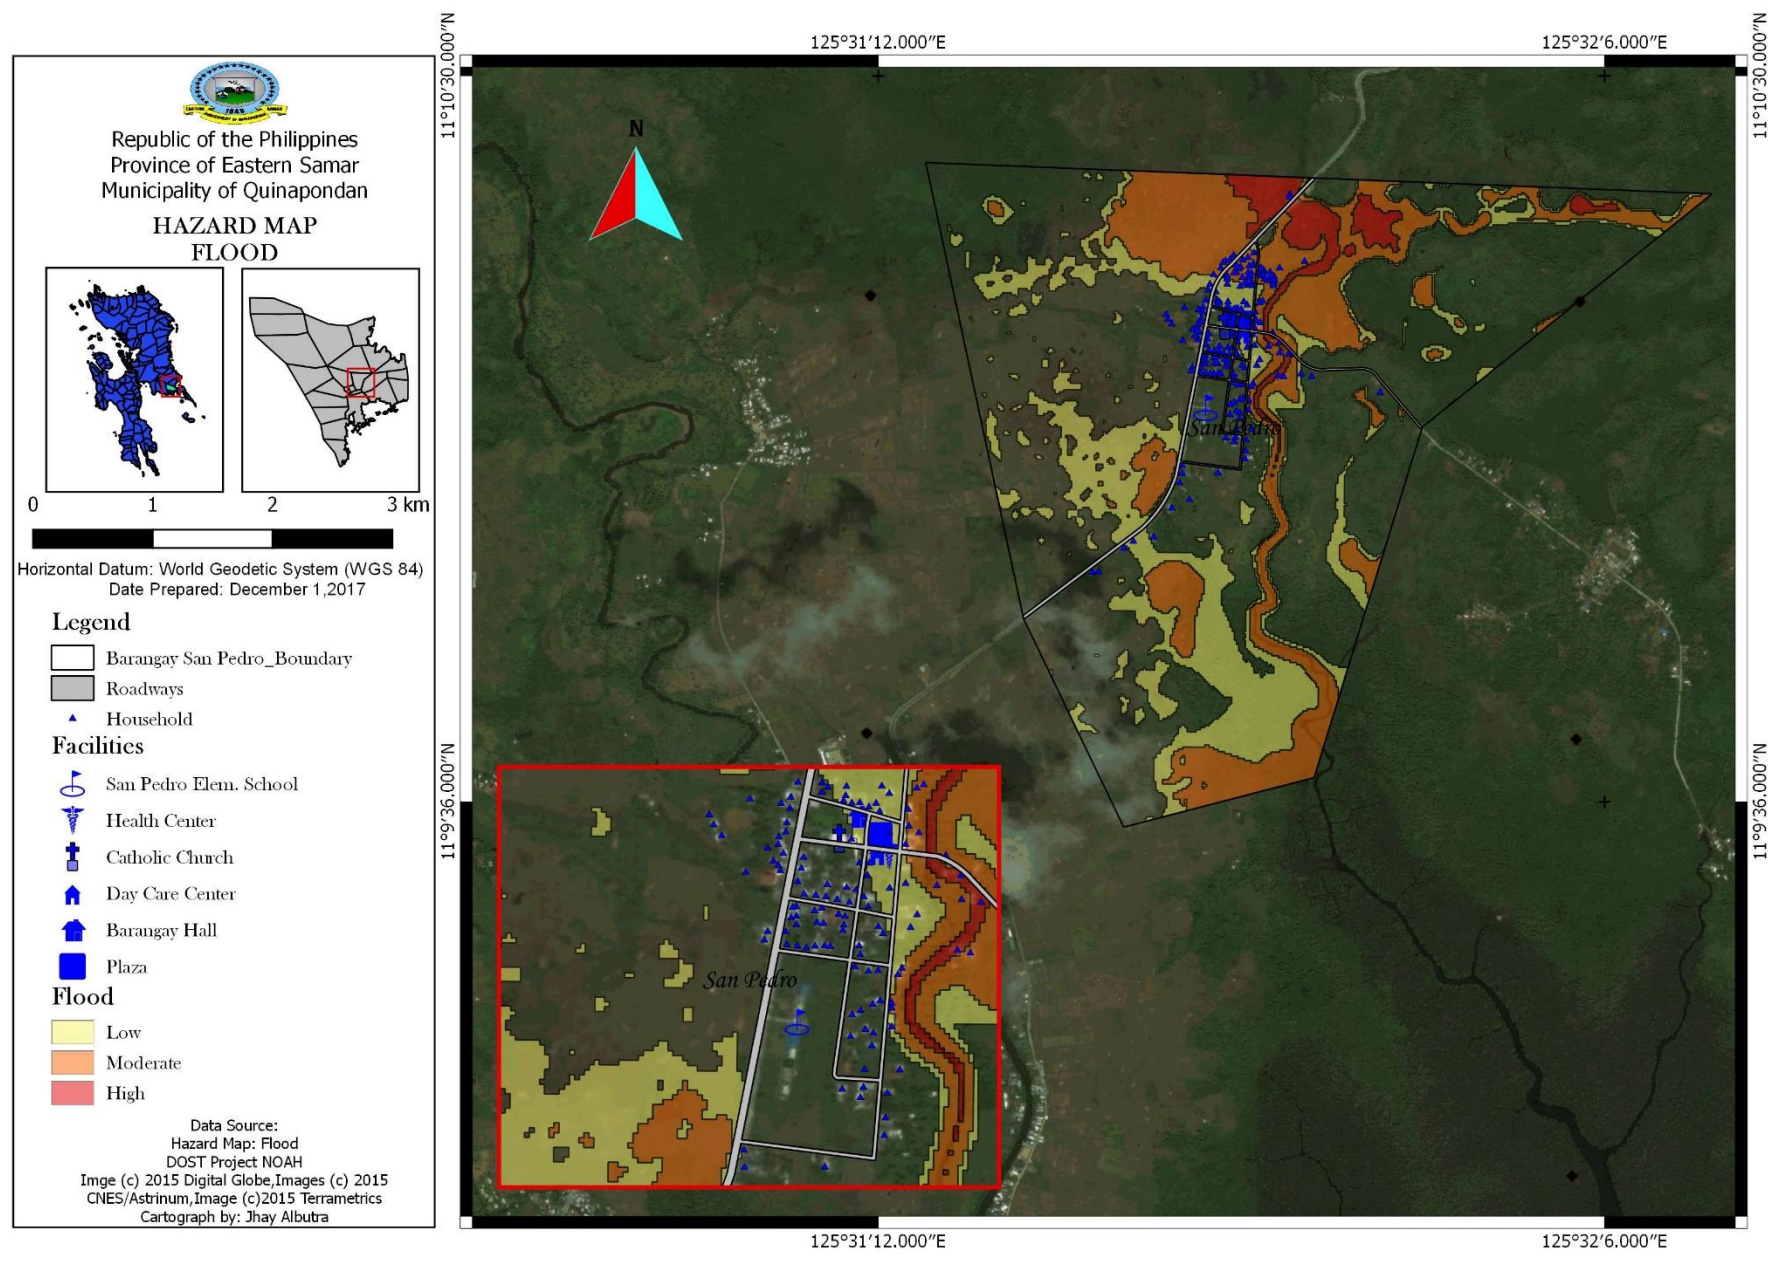 1949
Republic of the Philippines
Province of Eastern Samar
Municipality of Quinapondan
HAZARD MAP
FLOOD
0 1 2 3 km
Horizontal Datum: World Geodetic System (WGS 84)
Date Prepared: December 1,2017
Legend
Barangay San Pedro_Boundary
Roadways
Household
Facilities
San Pedro Elem. School
Health Center
Catholic Church
Day Care Center
Barangay Hall
Plaza
Flood
Low
Moderate
High
Data Source:
Hazard Map: Flood
DOST Project NOAH
Imge (c) 2015 Digital Globe,Images (c) 2015
CNES/Astrinum,Image (c)2015 Terrametrics
Cartograph by: Jhay Albutra
125°31′12.000″E
125°32′6.000″E
11°10′30.000″N
11°10′30.000″N
N
San Pedro
11°9′36.000″N
11°9′36.000″N
San Pedro
125°31′12.000″E
125°32′6.000″E